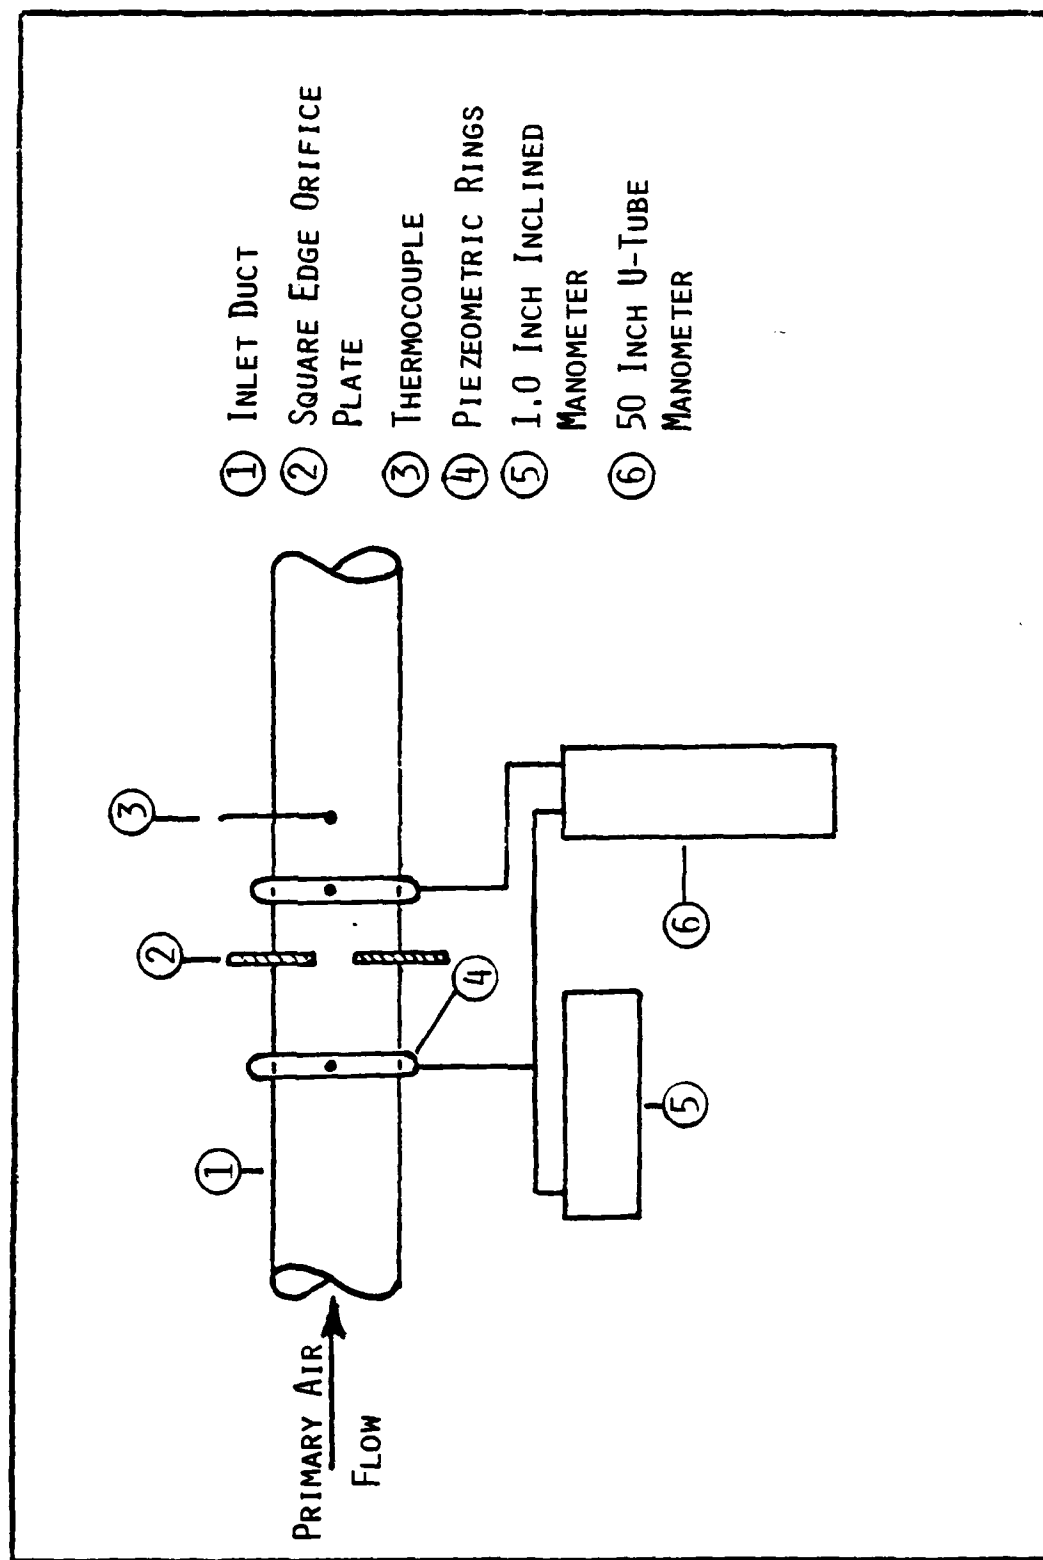 ① INLET DUCT
② SQUARE EDGE ORIFICE
PLATE
③ THERMOCOUPLE
④ PIEZOMETRIC RINGS
⑤ 1.0 INCH INCLINED
MANOMETER
⑥ 50 INCH U-TUBE
MANOMETER
③
②
①
④
⑤
⑥
PRIMARY AIR
FLOW